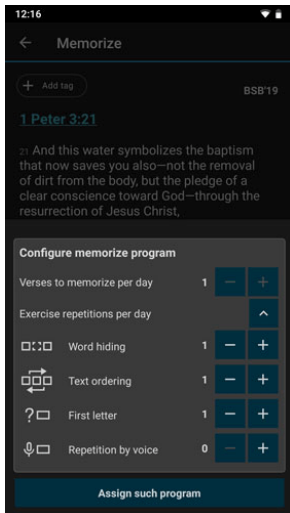 12:16
Memorize
+ Add tag
BSB'19
1 Peter 3:21
21 And this water symbolizes the baptism
that now saves you also—not the removal
of dirt from the body, but the pledge of a
clear conscience toward God—through the
resurrection of Jesus Christ,
Configure memorize program
Verses to memorize per day 1 − +
Exercise repetitions per day
Word hiding 1 − +
Text ordering 1 − +
? First letter 1 − +
Repetition by voice 0 − +
Assign such program